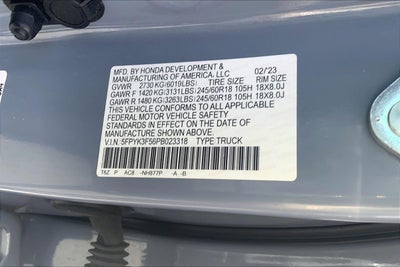 MFD. BY HONDA DEVELOPMENT &
MANUFACTURING OF AMERICA, LLC 02/23
GVWR 2730 KG(6019LBS) TIRE SIZE RIM SIZE
GAWR F 1420 KG(3131LBS) 245/60R18 105H 18X8.0J
GAWR R 1480 KG(3263LBS) 245/60R18 105H 18X8.0J
THIS VEHICLE CONFORMS TO ALL APPLICABLE
FEDERAL MOTOR VEHICLE SAFETY
STANDARDS IN EFFECT ON THE DATE OF
MANUFACTURE SHOWN ABOVE.
V.I.N. 5FPYK3F56PB023318 TYPE TRUCK
T6Z P AC8 -NH877P -A -B